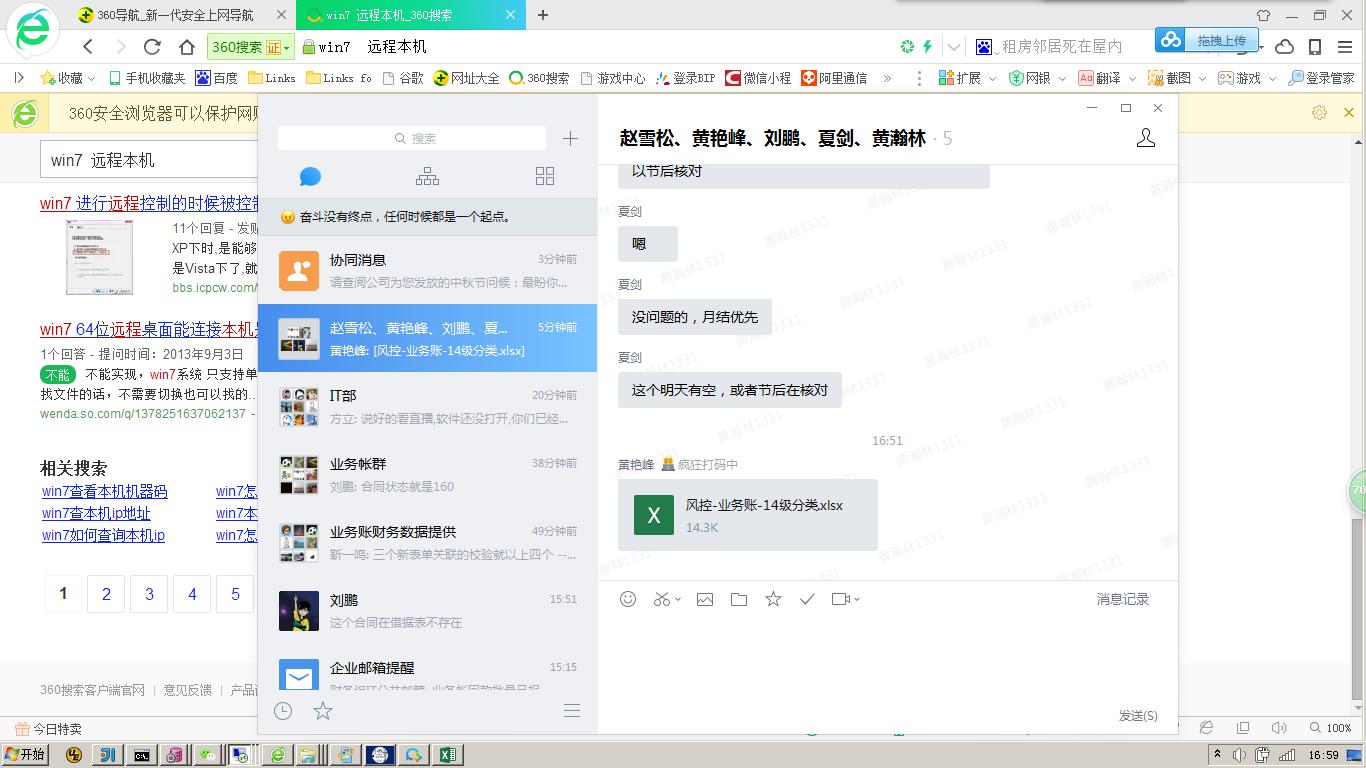 360导航_新一代安全上网导航
win7 远程本机_360搜索
360搜索
证
win7 远程本机
租房邻居死在屋内
拖拽上传
收藏
手机收藏夹
百度
Links
Links fo
谷歌
网址大全
360搜索
游戏中心
登录BIP
微信小程
阿里通信
扩展
网银
翻译
截图
游戏
登录管家
360安全浏览器可以保护网购
win7 远程本机
win7 进行远程控制的时候被控制
11个回复 - 发贴
XP下时,是能够
是Vista下了,就
bbs.icpcw.com/
win7 64位远程桌面能连接本机
1个回答 - 提问时间: 2013年9月3日
不能 不能实现，win7系统 只支持单
找文件的话，不需要切换也可以找的...
wenda.so.com/q/1378251637062137 -
相关搜索
win7查看本机机器码
win7怎
win7查本机ip地址
win7本
win7如何查询本机ip
win7怎
1 2 3 4 5
360搜索客户端官网
意见反馈
产品
今日特卖
搜索
奋斗没有终点，任何时候都是一个起点。
协同消息
3分钟前
请查阅公司为您发放的中秋节问候：最盼你...
赵雪松、黄艳峰、刘鹏、夏...
5分钟前
黄艳峰: [风控-业务账-14级分类.xlsx]
IT部
20分钟前
方立: 说好的看直播,软件还没打开,你们已经...
业务帐群
38分钟前
刘鹏: 合同状态就是160
业务账财务数据提供
49分钟前
靳一鸣: 三个新表单关联的校验就以上四个 --...
刘鹏
15:51
这个合同在借据表不存在
企业邮箱提醒
15:15
赵雪松、黄艳峰、刘鹏、夏剑、黄瀚林 · 5
以节后核对
夏剑
嗯
夏剑
没问题的，月结优先
夏剑
这个明天有空，或者节后在核对
16:51
黄艳峰 疯狂打码中
风控-业务账-14级分类.xlsx
14.3K
黄瀚林1331
消息记录
发送(S)
100%
开始
16:59